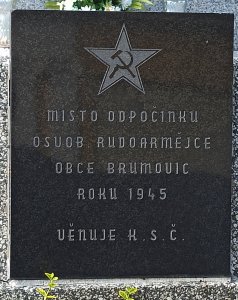 MÍSTO ODPOČINKU
OSVOB. RUDOARMĚJCE
OBCE BRUMOVIC
ROKU 1945
VĚNUJE K.S.Č.